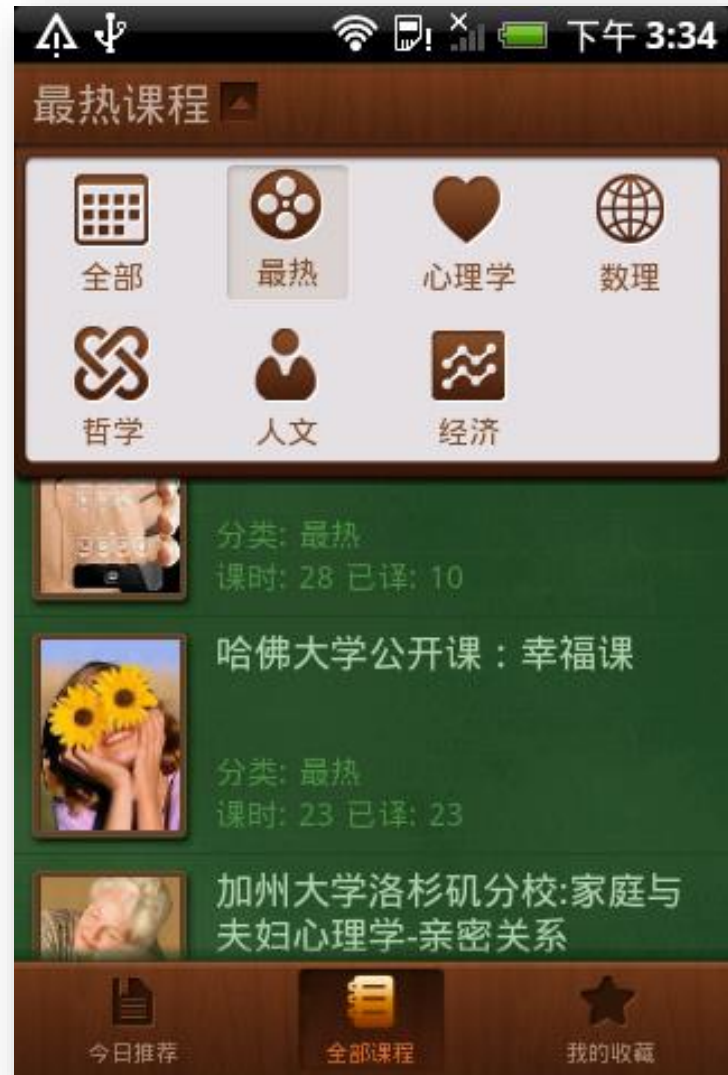 下午 3:34
最热课程
全部 最热 心理学 数理
哲学 人文 经济
分类: 最热
课时: 28 已译: 10
哈佛大学公开课：幸福课
分类: 最热
课时: 23 已译: 23
加州大学洛杉矶分校:家庭与
夫妇心理学-亲密关系
今日推荐 全部课程 我的收藏